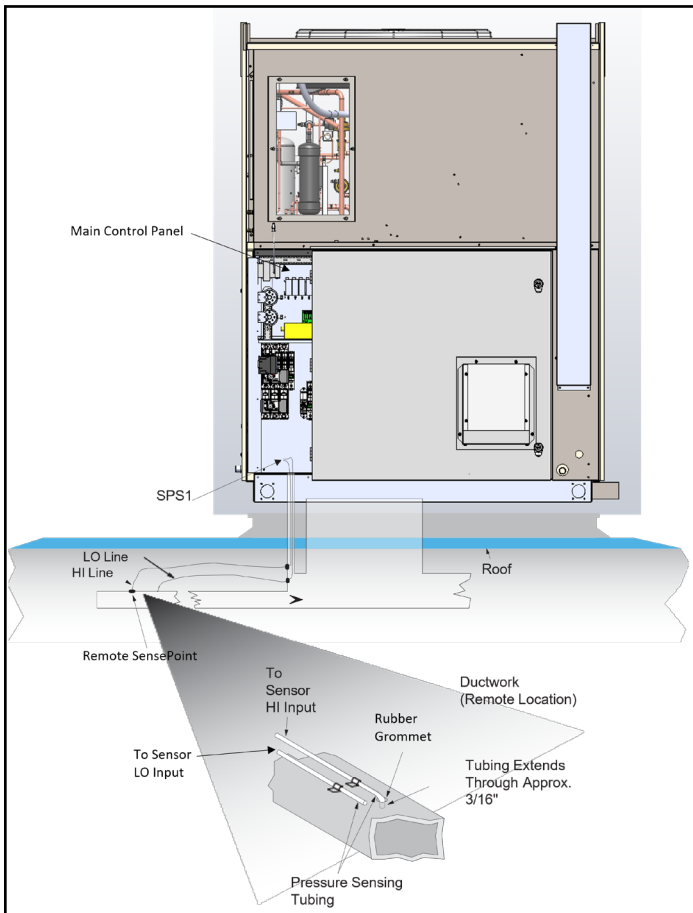 Main Control Panel
SPS1
LO Line
HI Line
Roof
Remote SensePoint
To
Sensor
HI Input
Ductwork
(Remote Location)
Rubber
Grommet
To Sensor
LO Input
Tubing Extends
Through Approx.
3/16"
Pressure Sensing
Tubing